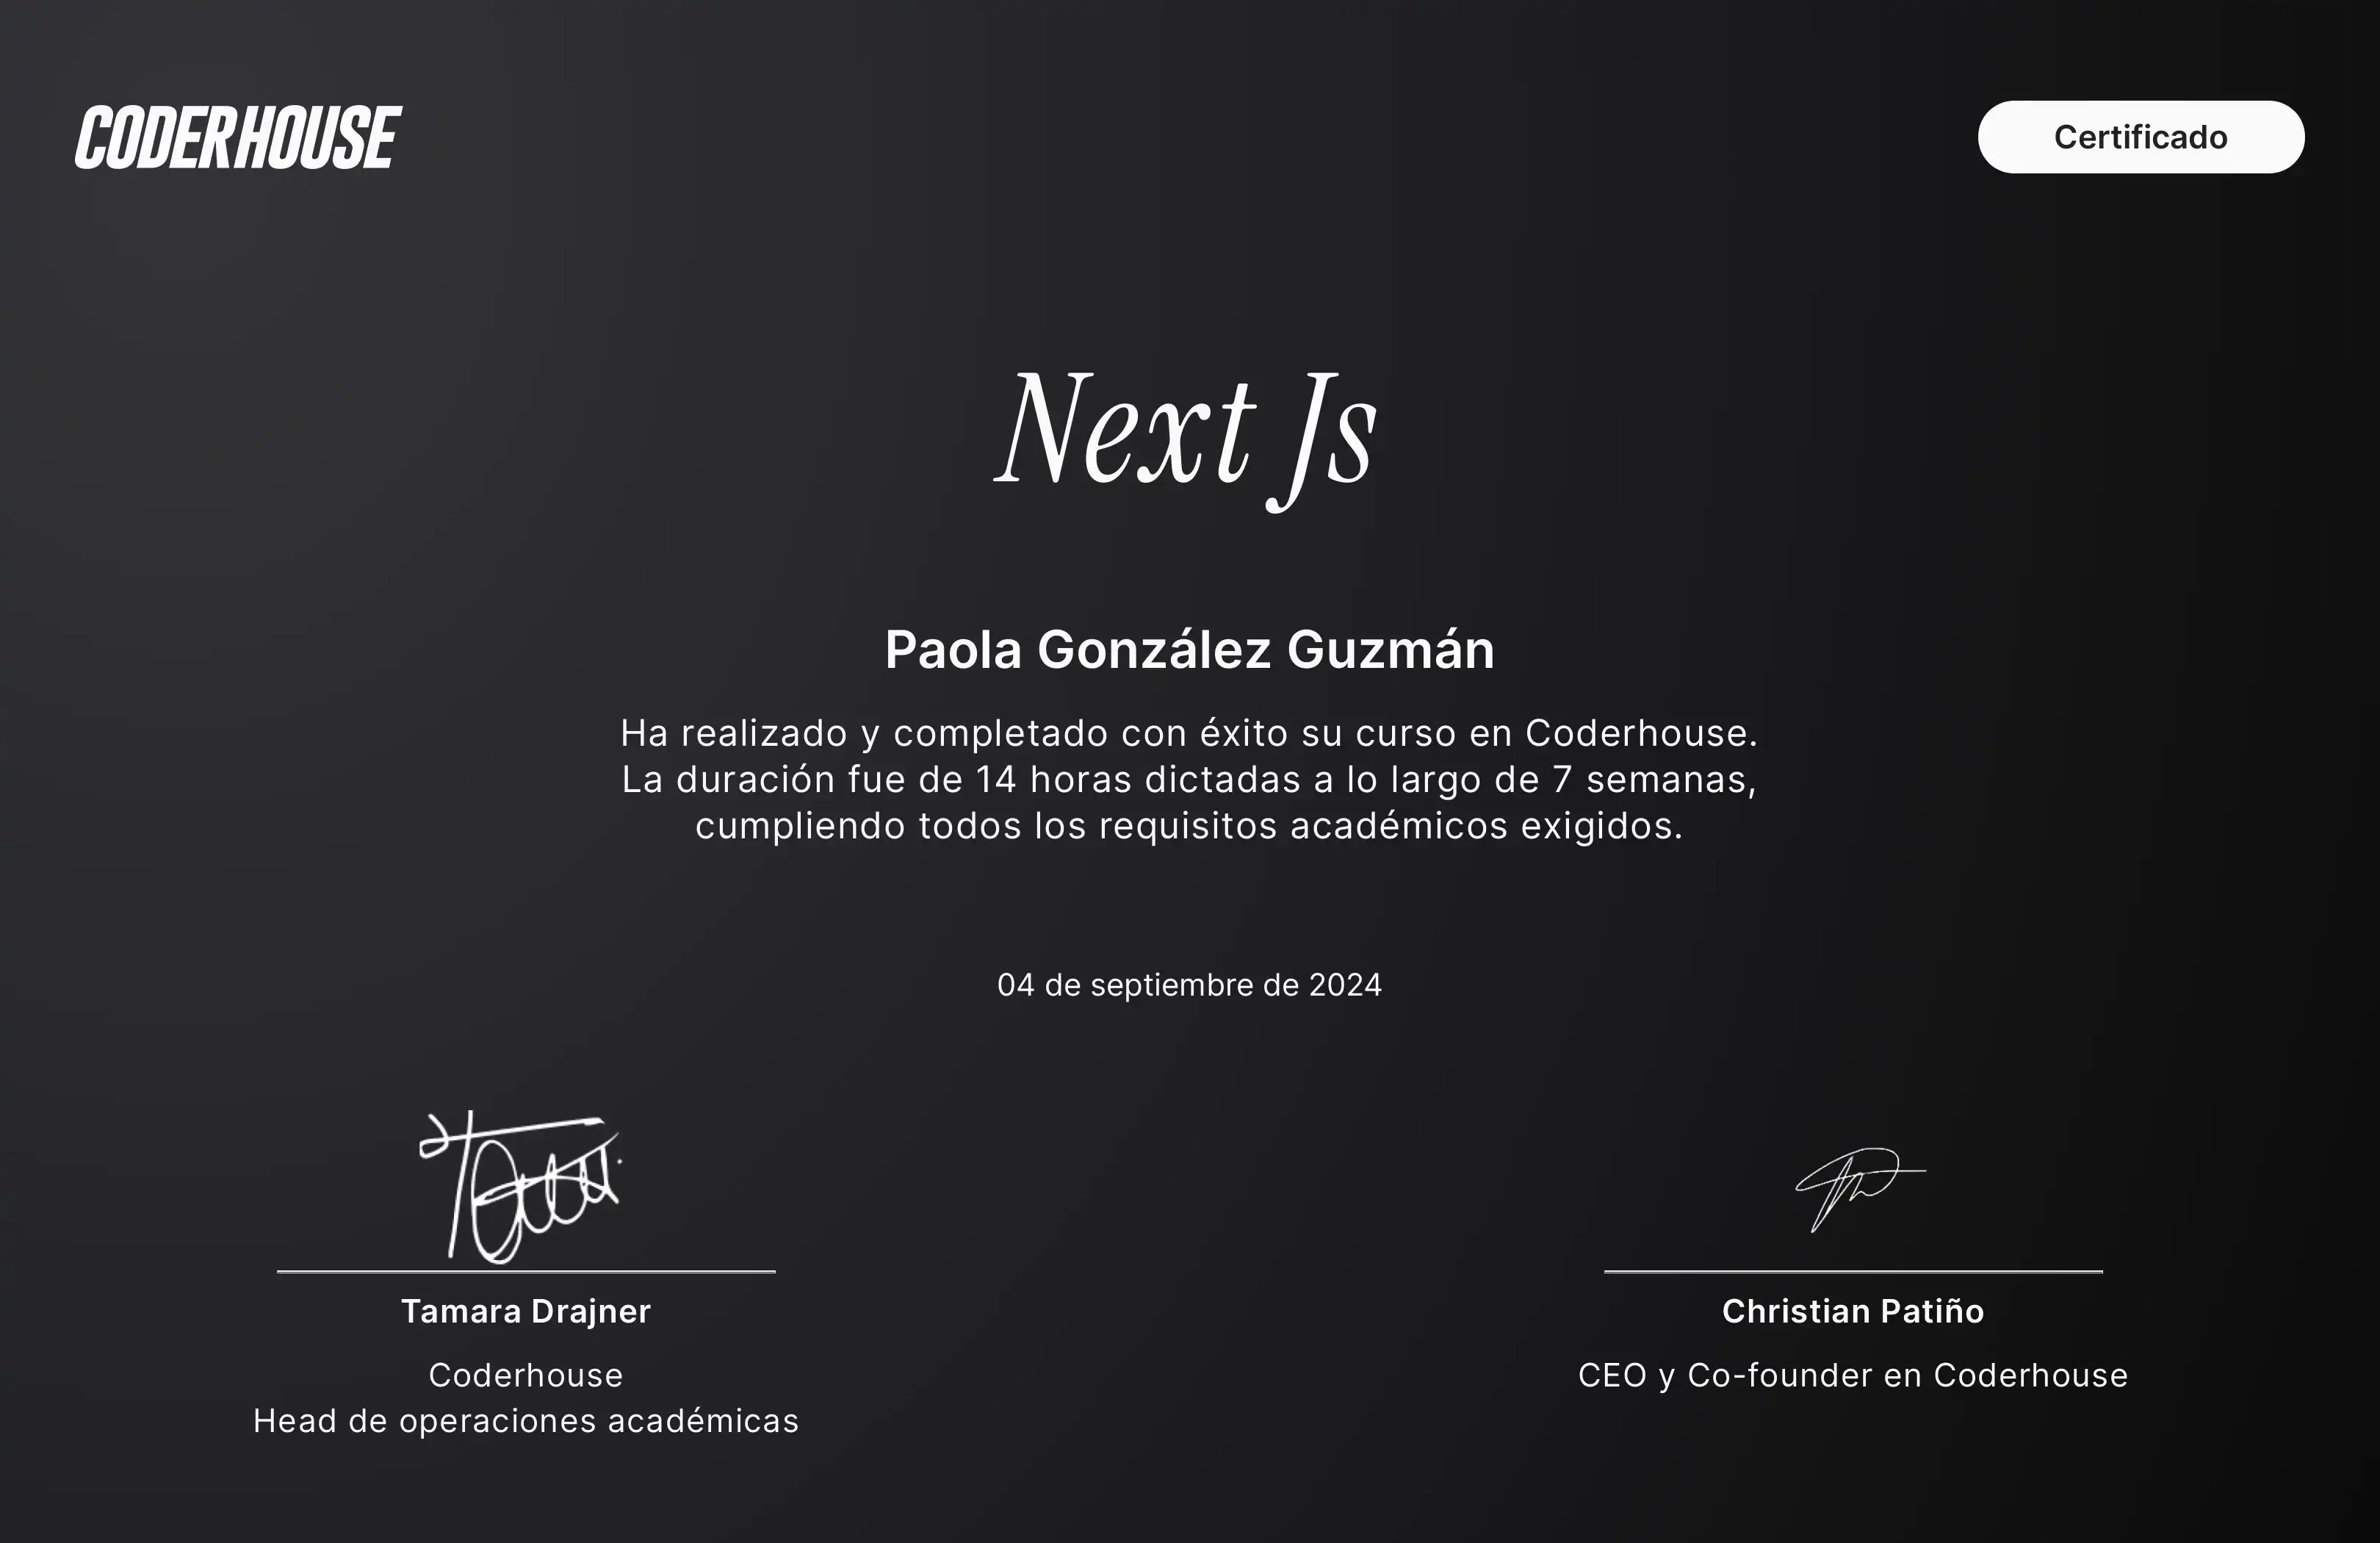 CODERHOUSE
Certificado
Next Js
Paola González Guzmán
Ha realizado y completado con éxito su curso en Coderhouse.
La duración fue de 14 horas dictadas a lo largo de 7 semanas,
cumpliendo todos los requisitos académicos exigidos.
04 de septiembre de 2024
Tamara Drajner
Coderhouse
Head de operaciones académicas
Christian Patiño
CEO y Co-founder en Coderhouse